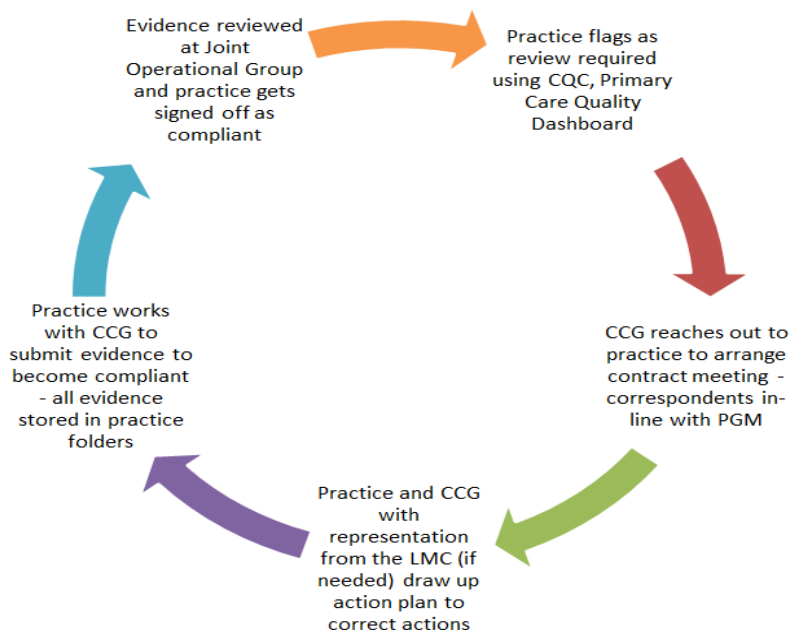 Evidence reviewed
at Joint
Operational Group
and practice gets
signed off as
compliant
Practice flags as
review required
using CQC, Primary
Care Quality
Dashboard
CCG reaches out to
practice to arrange
contract meeting -
correspondents in-
line with PGM
Practice and CCG
with
representation
from the LMC (if
needed) draw up
action plan to
correct actions
Practice works
with CCG to
submit evidence to
become compliant
- all evidence
stored in practice
folders